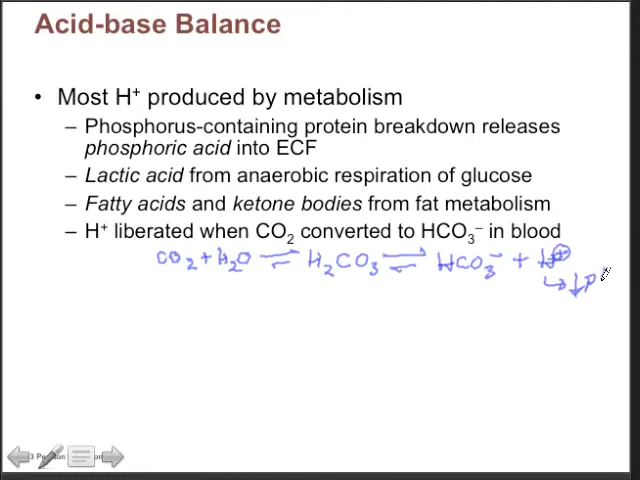 Acid-base Balance
• Most H⁺ produced by metabolism
– Phosphorus-containing protein breakdown releases
phosphoric acid into ECF
– Lactic acid from anaerobic respiration of glucose
– Fatty acids and ketone bodies from fat metabolism
– H⁺ liberated when CO₂ converted to HCO₃⁻ in blood
CO₂ + H₂O ⇌ H₂CO₃ ⇌ HCO₃⁻ + H⁺
↳ ↓P